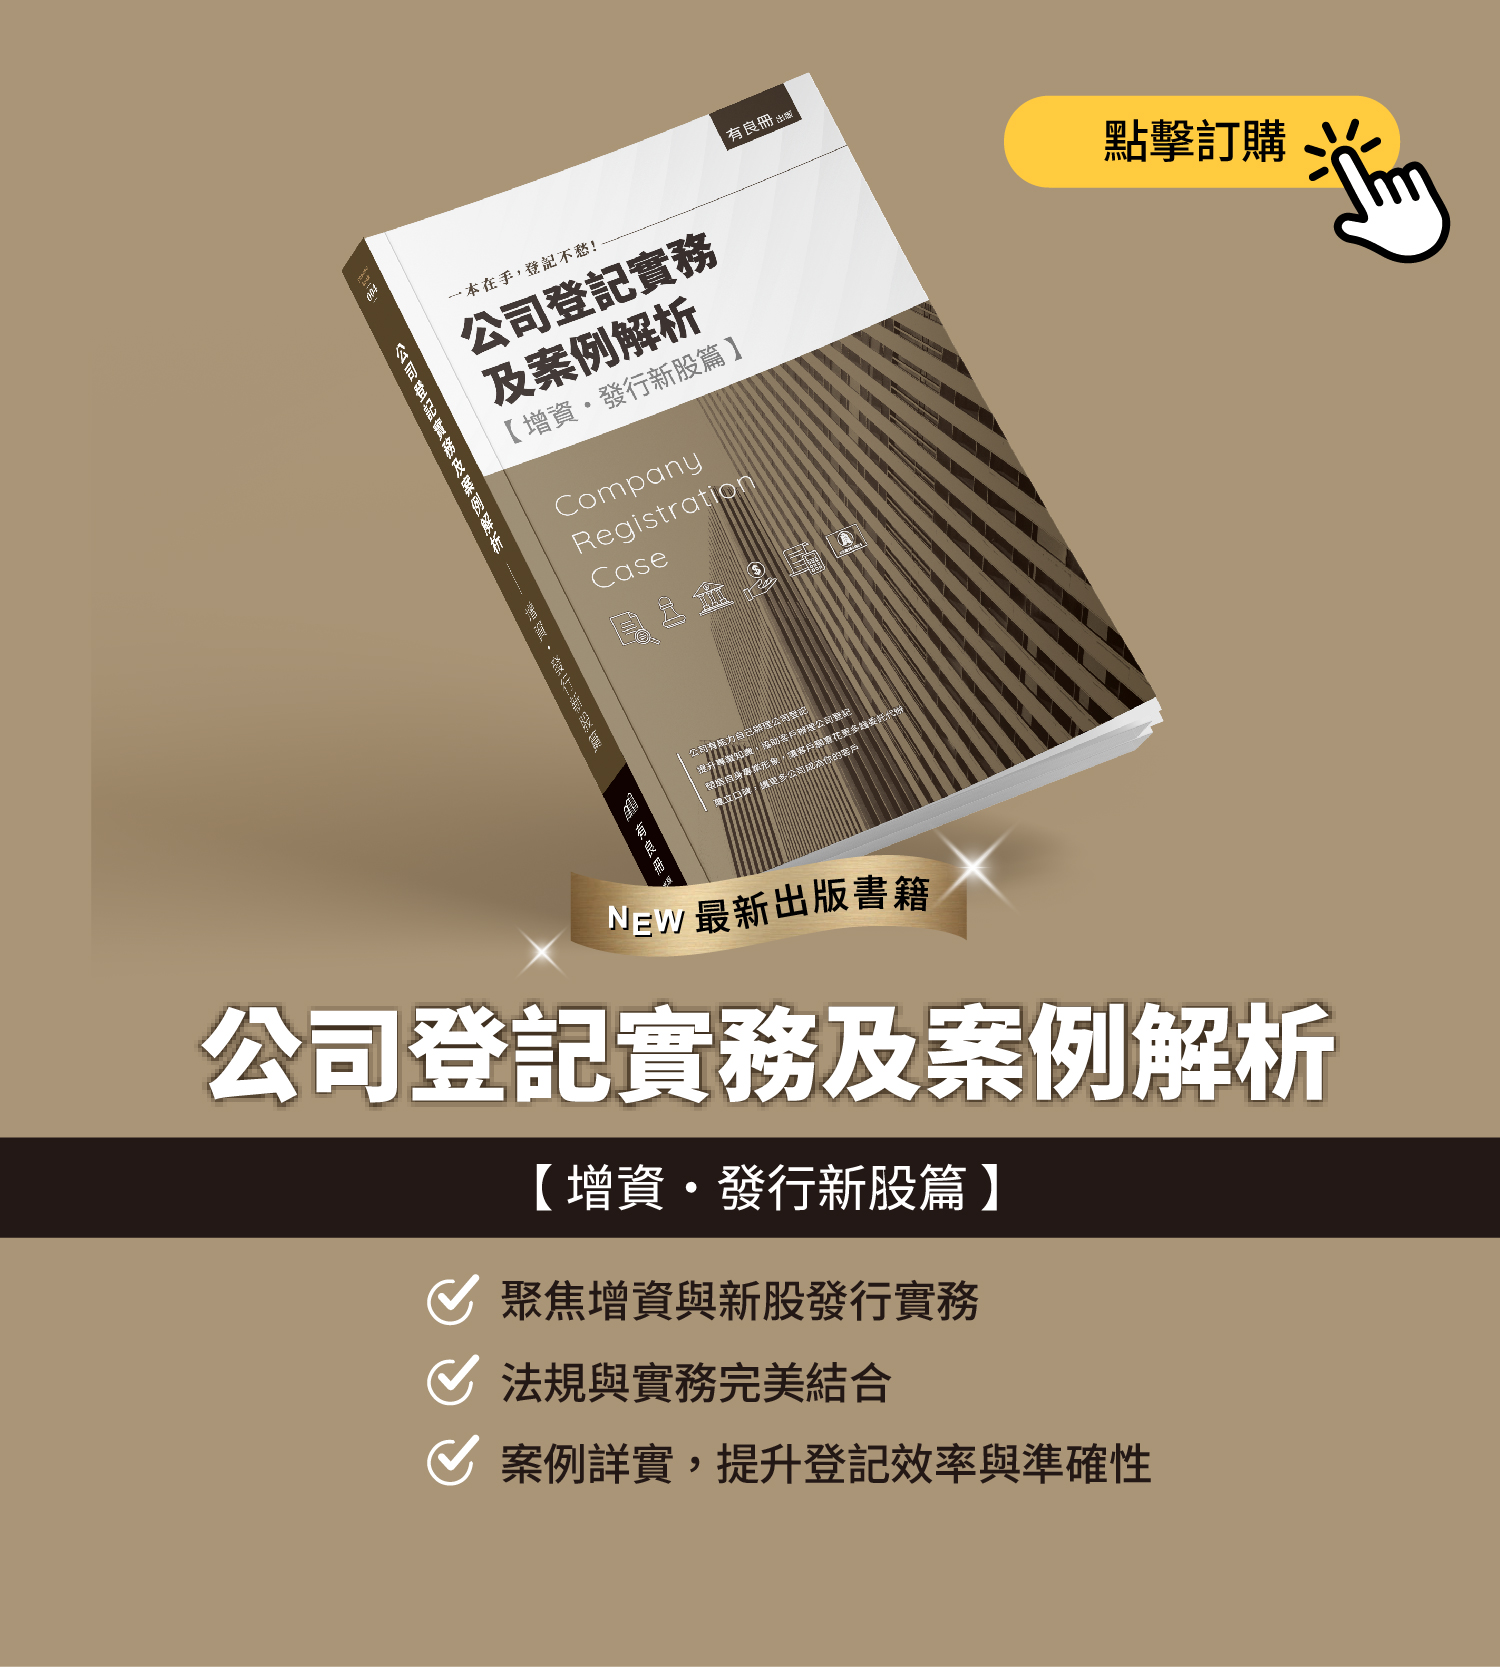 點擊訂購
有良冊 出版
一本在手，登記不愁！
公司登記實務
及案例解析
【增資・發行新股篇】
Company
Registration
Case
004
公司登記實務及案例解析
增資・發行新股篇
有良冊
NEW 最新出版書籍
公司登記實務及案例解析
【增資・發行新股篇】
聚焦增資與新股發行實務
法規與實務完美結合
案例詳實，提升登記效率與準確性